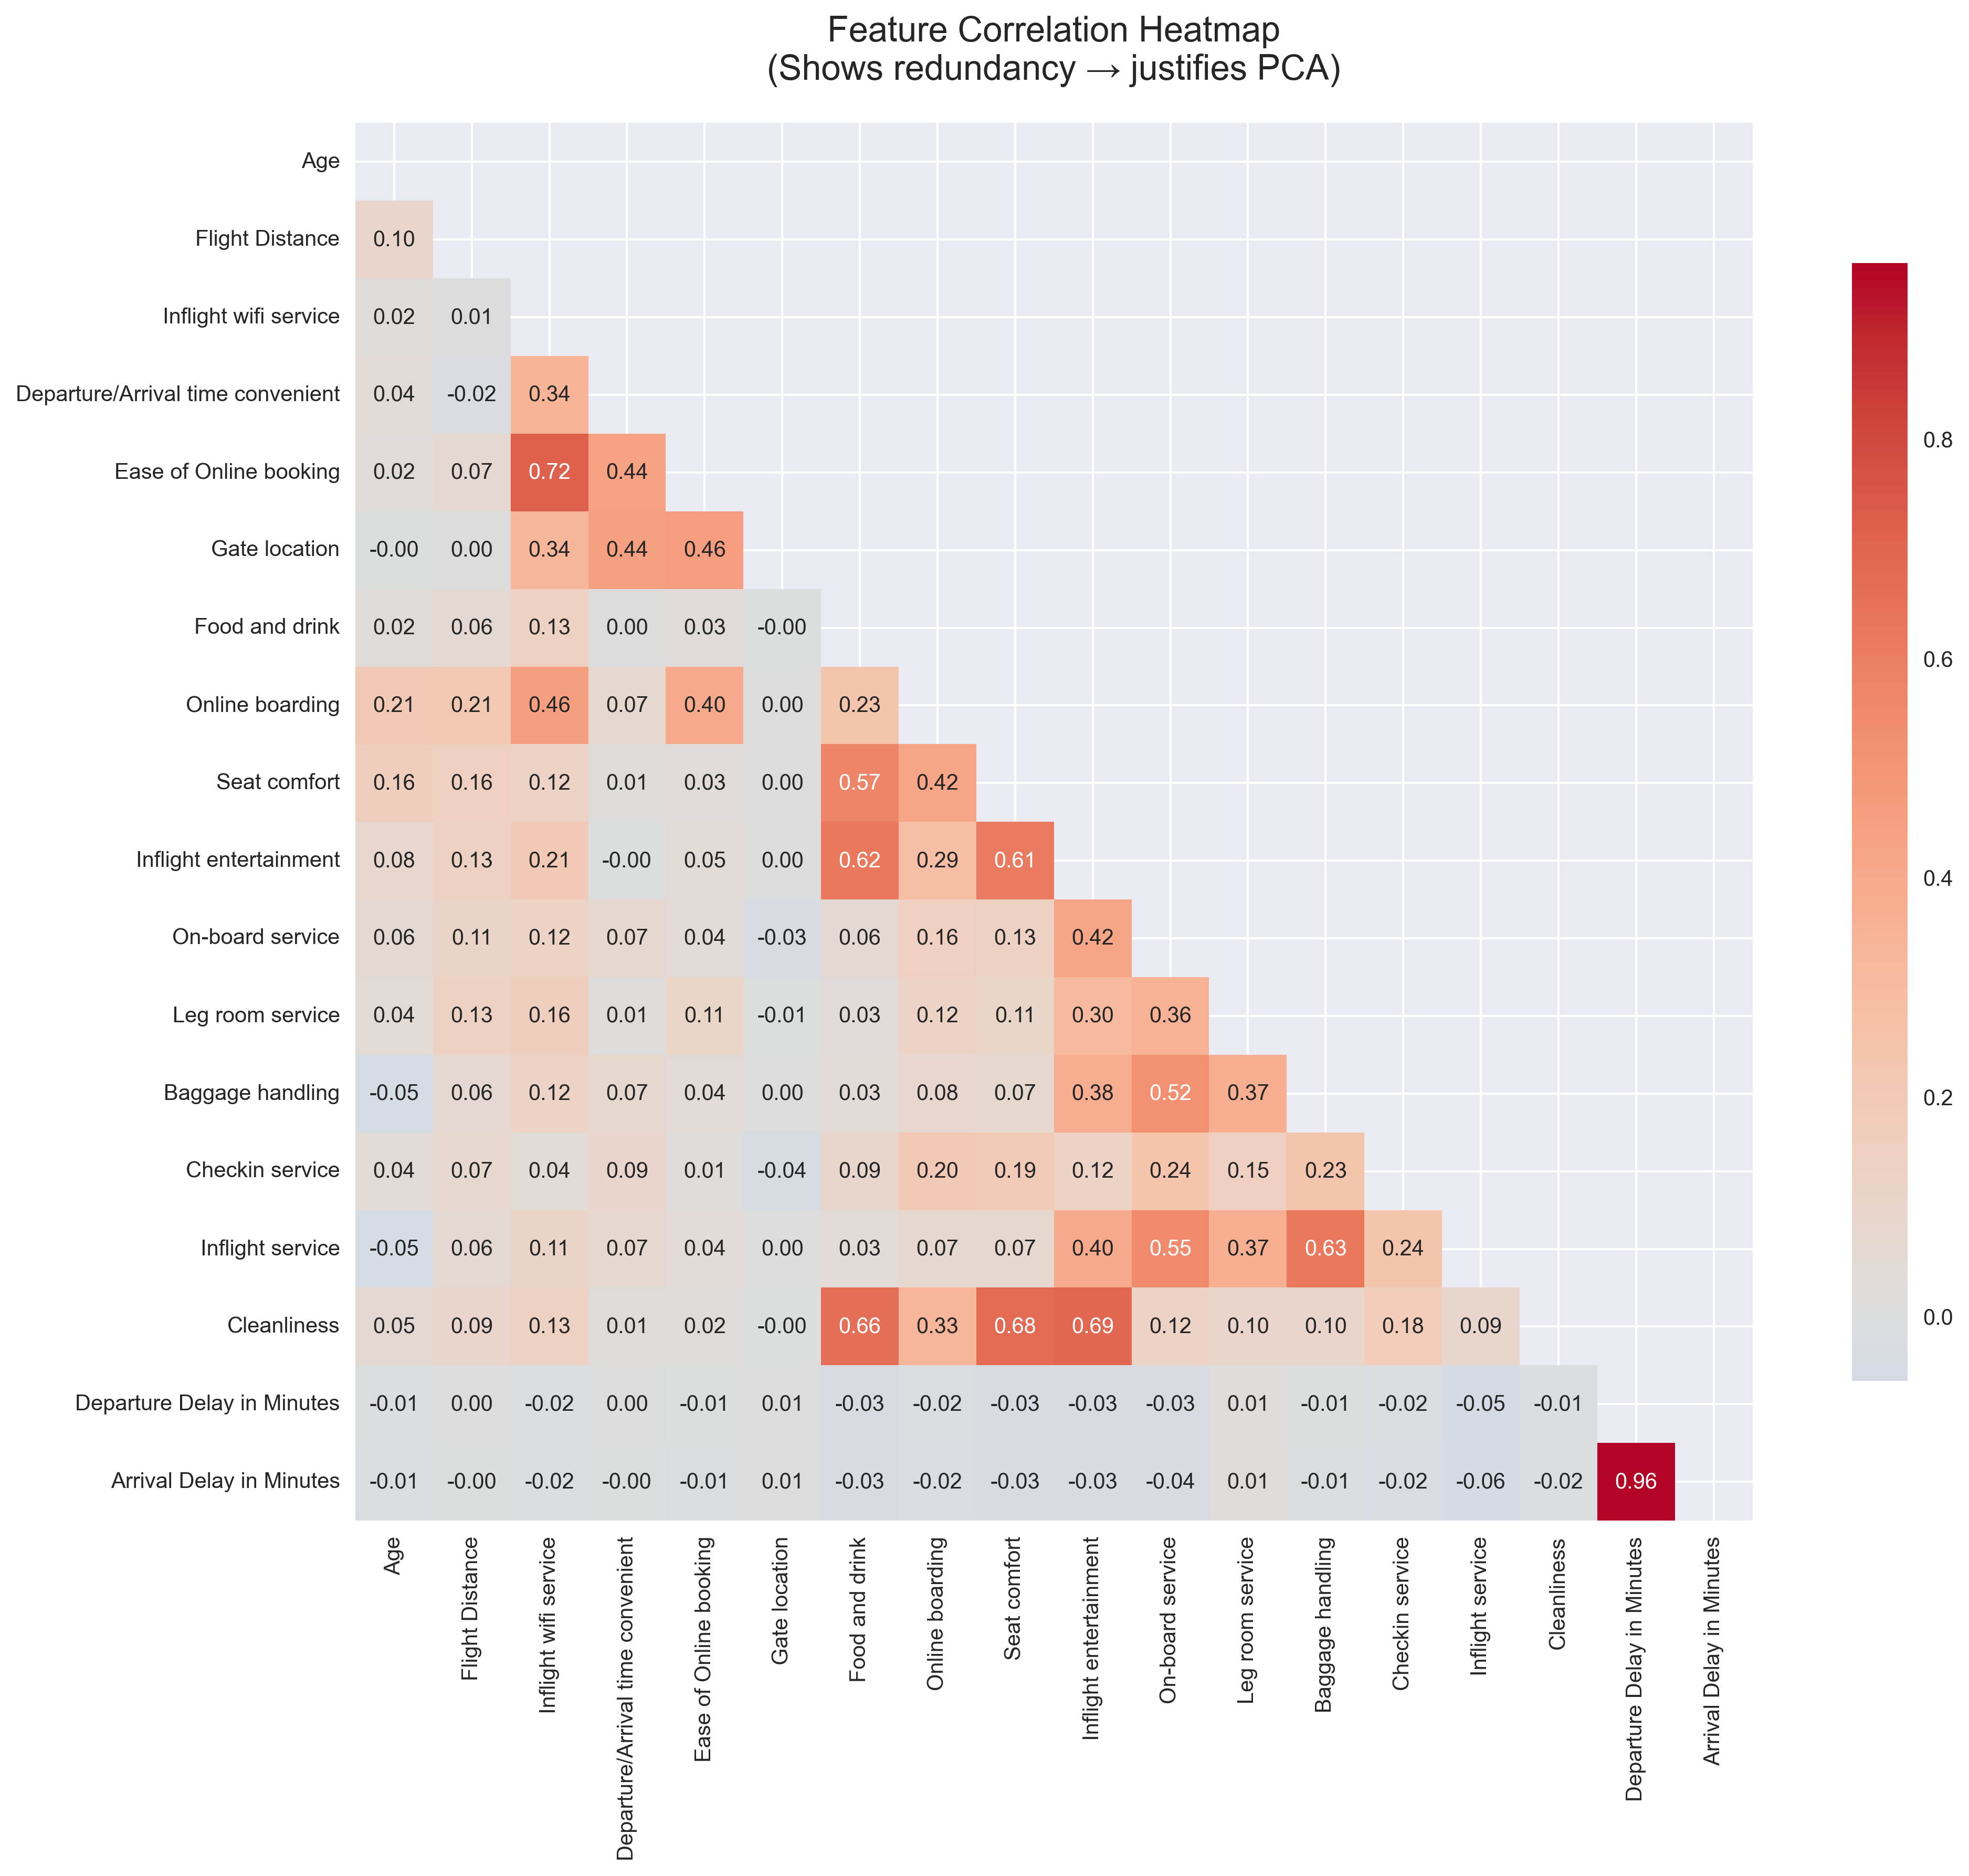 Feature Correlation Heatmap
(Shows redundancy → justifies PCA)
Age
Flight Distance 0.10
Inflight wifi service 0.02 0.01
Departure/Arrival time convenient 0.04 -0.02 0.34
Ease of Online booking 0.02 0.07 0.72 0.44
Gate location -0.00 0.00 0.34 0.44 0.46
Food and drink 0.02 0.06 0.13 0.00 0.03 -0.00
Online boarding 0.21 0.21 0.46 0.07 0.40 0.00 0.23
Seat comfort 0.16 0.16 0.12 0.01 0.03 0.00 0.57 0.42
Inflight entertainment 0.08 0.13 0.21 -0.00 0.05 0.00 0.62 0.29 0.61
On-board service 0.06 0.11 0.12 0.07 0.04 -0.03 0.06 0.16 0.13 0.42
Leg room service 0.04 0.13 0.16 0.01 0.11 -0.01 0.03 0.12 0.11 0.30 0.36
Baggage handling -0.05 0.06 0.12 0.07 0.04 0.00 0.03 0.08 0.07 0.38 0.52 0.37
Checkin service 0.04 0.07 0.04 0.09 0.01 -0.04 0.09 0.20 0.19 0.12 0.24 0.15 0.23
Inflight service -0.05 0.06 0.11 0.07 0.04 0.00 0.03 0.07 0.07 0.40 0.55 0.37 0.63 0.24
Cleanliness 0.05 0.09 0.13 0.01 0.02 -0.00 0.66 0.33 0.68 0.69 0.12 0.10 0.10 0.18 0.09
Departure Delay in Minutes -0.01 0.00 -0.02 0.00 -0.01 0.01 -0.03 -0.02 -0.03 -0.03 -0.03 0.01 -0.01 -0.02 -0.05 -0.01
Arrival Delay in Minutes -0.01 -0.00 -0.02 -0.00 -0.01 0.01 -0.03 -0.02 -0.03 -0.03 -0.04 0.01 -0.01 -0.02 -0.06 -0.02 0.96
Age
Flight Distance
Inflight wifi service
Departure/Arrival time convenient
Ease of Online booking
Gate location
Food and drink
Online boarding
Seat comfort
Inflight entertainment
On-board service
Leg room service
Baggage handling
Checkin service
Inflight service
Cleanliness
Departure Delay in Minutes
Arrival Delay in Minutes
0.8
0.6
0.4
0.2
0.0